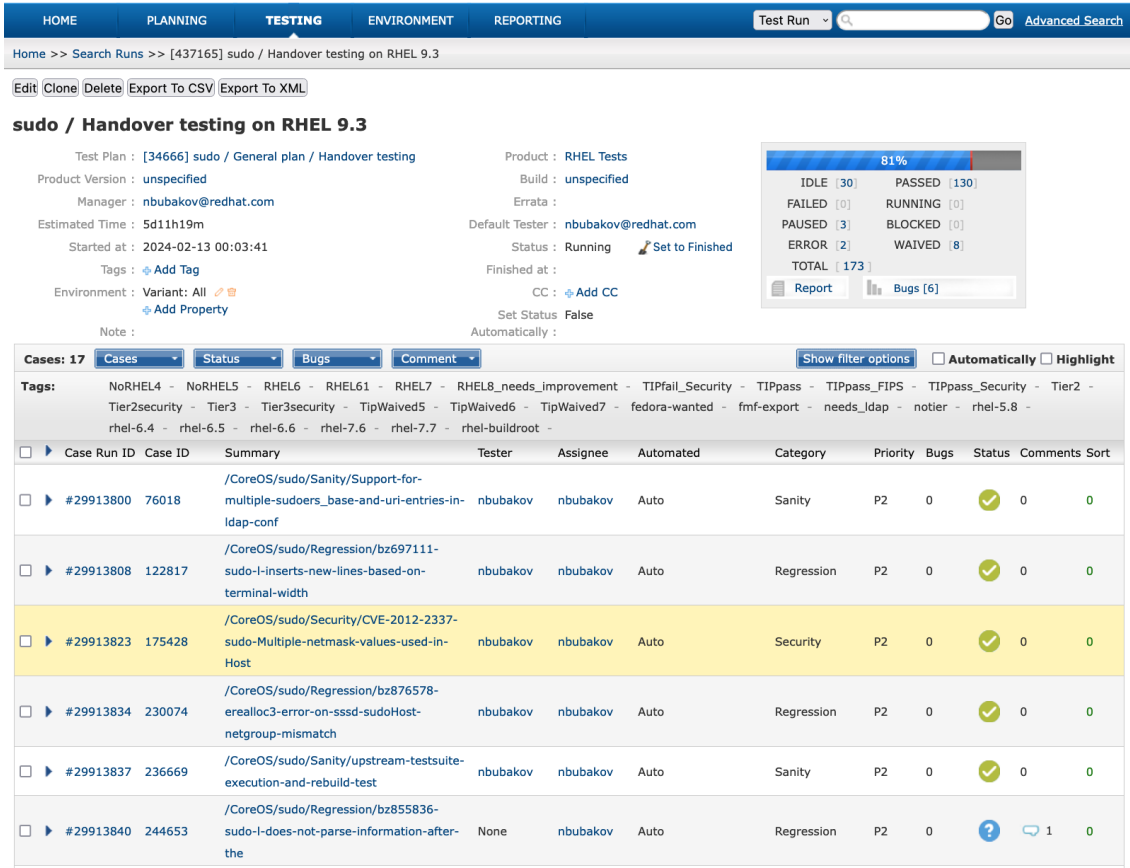 HOME PLANNING TESTING ENVIRONMENT REPORTING Test Run Go Advanced Search
Home >> Search Runs >> [437165] sudo / Handover testing on RHEL 9.3
Edit Clone Delete Export To CSV Export To XML
sudo / Handover testing on RHEL 9.3
Test Plan : [34666] sudo / General plan / Handover testing
Product : RHEL Tests
Product Version : unspecified
Build : unspecified
Manager : nbubakov@redhat.com
Errata :
Estimated Time : 5d11h19m
Default Tester : nbubakov@redhat.com
Started at : 2024-02-13 00:03:41
Status : Running Set to Finished
Tags : Add Tag
Finished at :
Environment : Variant: All
Add Property
CC : Add CC
Note :
Set Status Automatically : False
81%
IDLE [30] PASSED [130]
FAILED [0] RUNNING [0]
PAUSED [3] BLOCKED [0]
ERROR [2] WAIVED [8]
TOTAL [ 173 ]
Report Bugs [6]
Cases: 17 Cases Status Bugs Comment Show filter options Automatically Highlight
Tags: NoRHEL4 - NoRHEL5 - RHEL6 - RHEL61 - RHEL7 - RHEL8_needs_improvement - TIPfail_Security - TIPpass - TIPpass_FIPS - TIPpass_Security - Tier2 -
Tier2security - Tier3 - Tier3security - TipWaived5 - TipWaived6 - TipWaived7 - fedora-wanted - fmf-export - needs_ldap - notier - rhel-5.8 -
rhel-6.4 - rhel-6.5 - rhel-6.6 - rhel-7.6 - rhel-7.7 - rhel-buildroot -
Case Run ID Case ID Summary Tester Assignee Automated Category Priority Bugs Status Comments Sort
/CoreOS/sudo/Sanity/Support-for-
#29913800 76018 multiple-sudoers_base-and-uri-entries-in- nbubakov nbubakov Auto Sanity P2 0 0 0
ldap-conf
/CoreOS/sudo/Regression/bz697111-
#29913808 122817 sudo-l-inserts-new-lines-based-on- nbubakov nbubakov Auto Regression P2 0 0 0
terminal-width
/CoreOS/sudo/Security/CVE-2012-2337-
#29913823 175428 sudo-Multiple-netmask-values-used-in- nbubakov nbubakov Auto Security P2 0 0 0
Host
/CoreOS/sudo/Regression/bz876578-
#29913834 230074 erealloc3-error-on-sssd-sudoHost- nbubakov nbubakov Auto Regression P2 0 0 0
netgroup-mismatch
/CoreOS/sudo/Sanity/upstream-testsuite-
#29913837 236669 execution-and-rebuild-test nbubakov nbubakov Auto Sanity P2 0 0 0
/CoreOS/sudo/Regression/bz855836-
#29913840 244653 sudo-l-does-not-parse-information-after- None nbubakov Auto Regression P2 0 ? 1 0
the